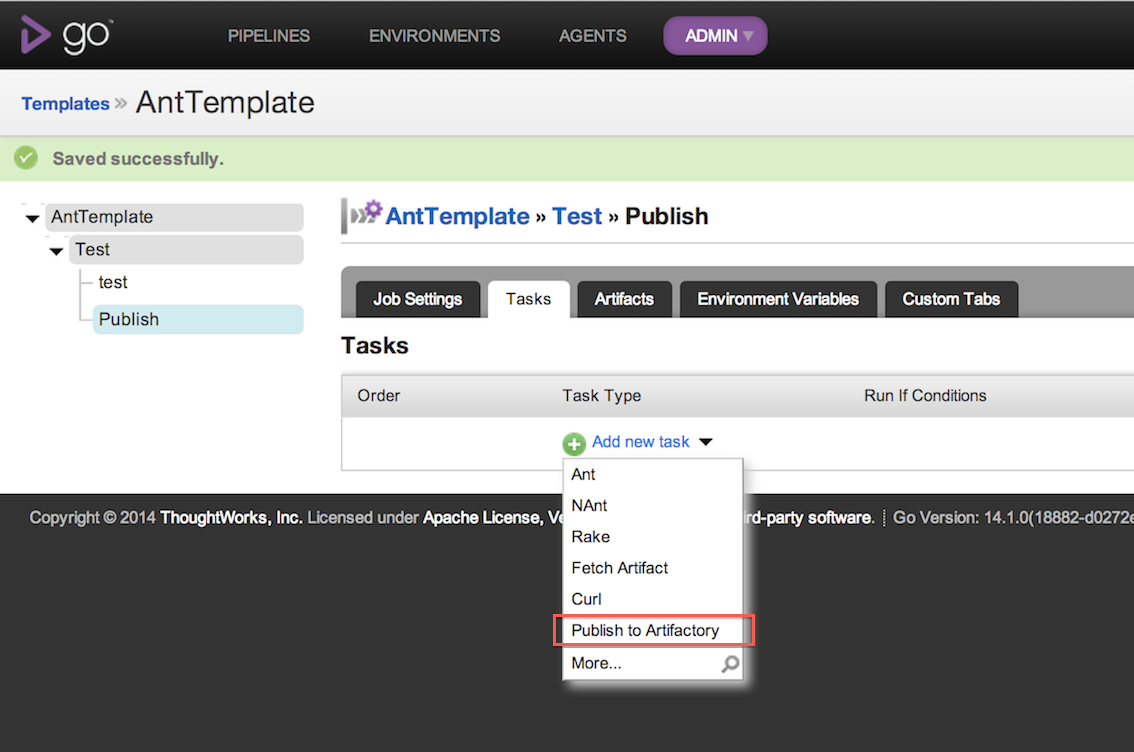 go™ PIPELINES ENVIRONMENTS AGENTS ADMIN
Templates » AntTemplate
Saved successfully.
AntTemplate
Test
test
Publish
AntTemplate » Test » Publish
Job Settings Tasks Artifacts Environment Variables Custom Tabs
Tasks
Order Task Type Run If Conditions
Add new task
Ant
NAnt
Rake
Fetch Artifact
Curl
Publish to Artifactory
More...
Copyright © 2014 ThoughtWorks, Inc. Licensed under Apache License, rd-party software. Go Version: 14.1.0(18882-d0272